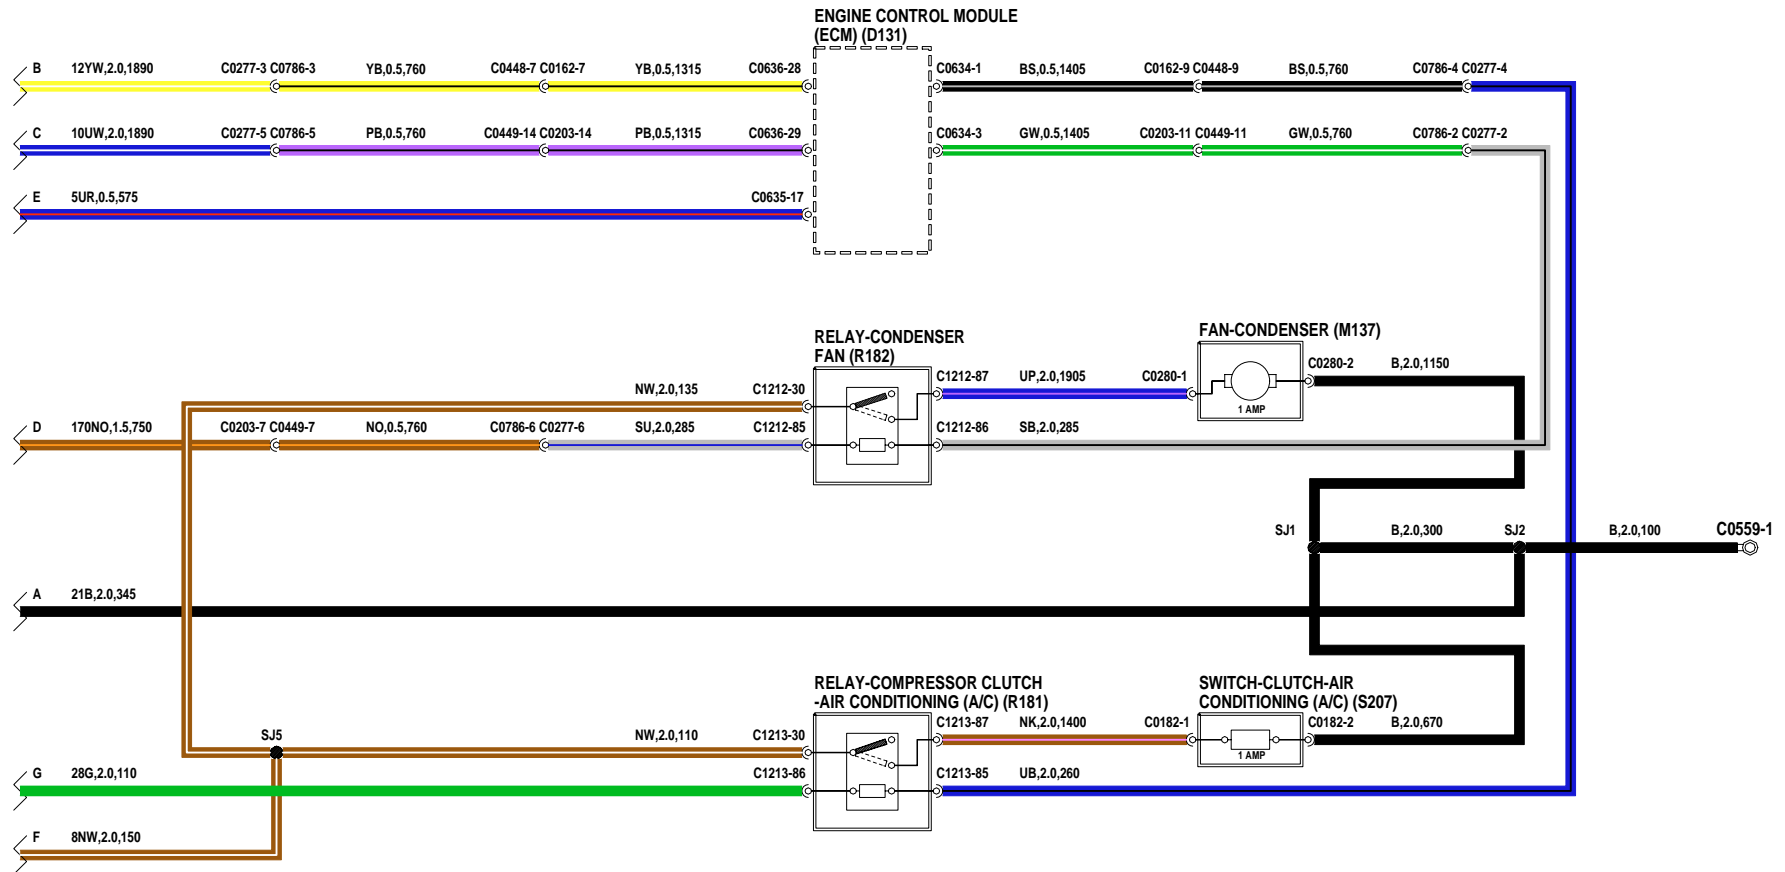 ENGINE CONTROL MODULE
(ECM) (D131)
B 12YW,2.0,1890 C0277-3 C0786-3 YB,0.5,760 C0448-7 C0162-7 YB,0.5,1315 C0636-28 C0634-1 BS,0.5,1405 C0162-9 C0448-9 BS,0.5,760 C0786-4 C0277-4
C 10UW,2.0,1890 C0277-5 C0786-5 PB,0.5,760 C0449-14 C0203-14 PB,0.5,1315 C0636-29 C0634-3 GW,0.5,1405 C0203-11 C0449-11 GW,0.5,760 C0786-2 C0277-2
E 5UR,0.5,575 C0635-17
RELAY-CONDENSER
FAN (R182)
FAN-CONDENSER (M137)
NW,2.0,135 C1212-30 C1212-87 UP,2.0,1905 C0280-1 C0280-2 B,2.0,1150
1 AMP
D 170NO,1.5,750 C0203-7 C0449-7 NO,0.5,760 C0786-6 C0277-6 SU,2.0,285 C1212-85 C1212-86 SB,2.0,285
SJ1 B,2.0,300 SJ2 B,2.0,100 C0559-1
A 21B,2.0,345
RELAY-COMPRESSOR CLUTCH
-AIR CONDITIONING (A/C) (R181)
SWITCH-CLUTCH-AIR
CONDITIONING (A/C) (S207)
SJ5 NW,2.0,110 C1213-30 C1213-87 NK,2.0,1400 C0182-1 C0182-2 B,2.0,670
1 AMP
G 28G,2.0,110 C1213-86 C1213-85 UB,2.0,260
F 8NW,2.0,150